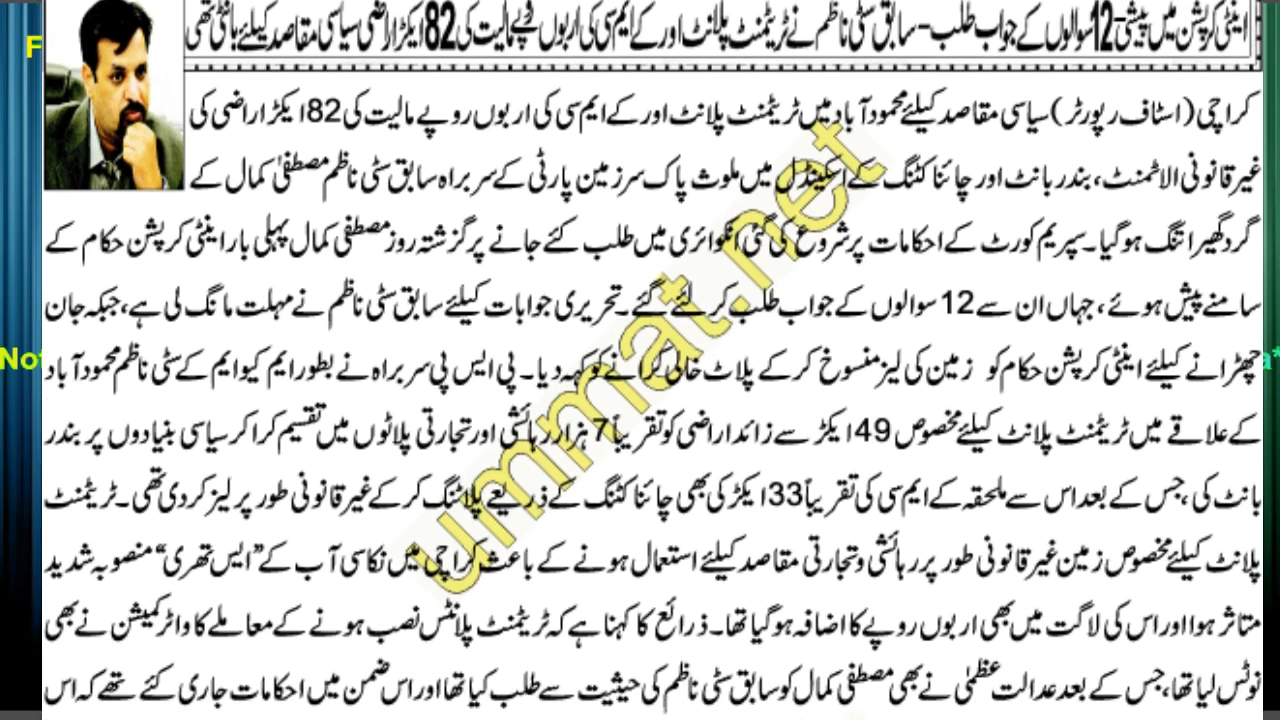 اینٹی کرپشن میں پیشی-12سوالوں کے جواب طلب-سابق سٹی ناظم نے ٹریٹمنٹ پلانٹ اور کے ایم سی کی اربوں روپے مالیت کی 82ایکڑ اراضی سیاسی مقاصد کیلئے بانٹی تھی
F
کراچی (اسٹاف رپورٹر) سیاسی مقاصد کیلئے محمود آباد میں ٹریٹمنٹ پلانٹ اور کے ایم سی کی اربوں روپے مالیت کی 82ایکڑ اراضی کی
غیر قانونی الاٹمنٹ، بندر بانٹ اور چائنا کٹنگ کے اسکینڈل میں ملوث پاک سرزمین پارٹی کے سربراہ سابق سٹی ناظم مصطفیٰ کمال کے
گرد گھیرا تنگ ہوگیا۔ سپریم کورٹ کے احکامات پر شروع کی گئی انکوائری میں طلب کئے جانے پر گزشتہ روز مصطفی کمال پہلی بار اینٹی کرپشن حکام کے
سامنے پیش ہوئے، جہاں ان سے 12 سوالوں کے جواب طلب کر لئے گئے۔ تحریری جوابات کیلئے سابق سٹی ناظم نے مہلت مانگ لی ہے، جبکہ جان
چھڑانے کیلئے اینٹی کرپشن حکام کو زمین کی لیز منسوخ کر کے پلاٹ خالی کرانے کو کہہ دیا۔ پی ایس پی سربراہ نے بطور ایم کیو ایم کے سٹی ناظم محمود آباد
کے علاقے میں ٹریٹمنٹ پلانٹ کیلئے مخصوص 49ایکڑ سے زائد اراضی کو تقریباً 7 ہزار رہائشی اور تجارتی پلاٹوں میں تقسیم کرا کر سیاسی بنیادوں پر بندر
بانٹ کی، جس کے بعد اس سے ملحقہ کے ایم سی کی تقریباً 33ایکڑ کی بھی چائنا کٹنگ کے ذریعے پلاٹنگ کر کے غیر قانونی طور پر لیز کر دی تھی۔ ٹریٹمنٹ
پلانٹ کیلئے مخصوص زمین غیر قانونی طور پر رہائشی و تجارتی مقاصد کیلئے استعمال ہونے کے باعث کراچی میں نکاسی آب کے ”ایس تھری“ منصوبہ شدید
متاثر ہوا اور اس کی لاگت میں بھی اربوں روپے کا اضافہ ہوگیا تھا۔ ذرائع کا کہنا ہے کہ ٹریٹمنٹ پلانٹس نصب ہونے کے معاملے کا واٹر کمیشن نے بھی
نوٹس لیا تھا، جس کے بعد عدالت عظمٰی نے بھی مصطفی کمال کو سابق سٹی ناظم کی حیثیت سے طلب کیا تھا اور اس ضمن میں احکامات جاری کئے تھے کہ اس
ummat.net